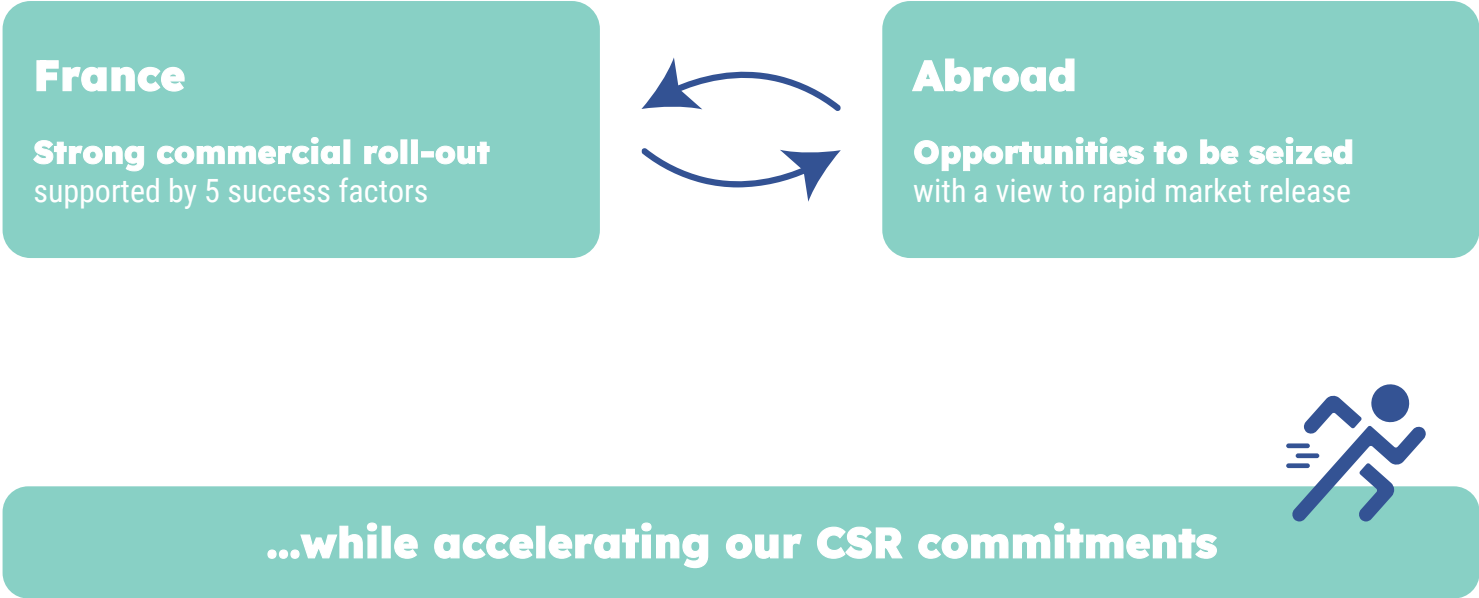 France
Strong commercial roll-out
supported by 5 success factors
Abroad
Opportunities to be seized
with a view to rapid market release
...while accelerating our CSR commitments